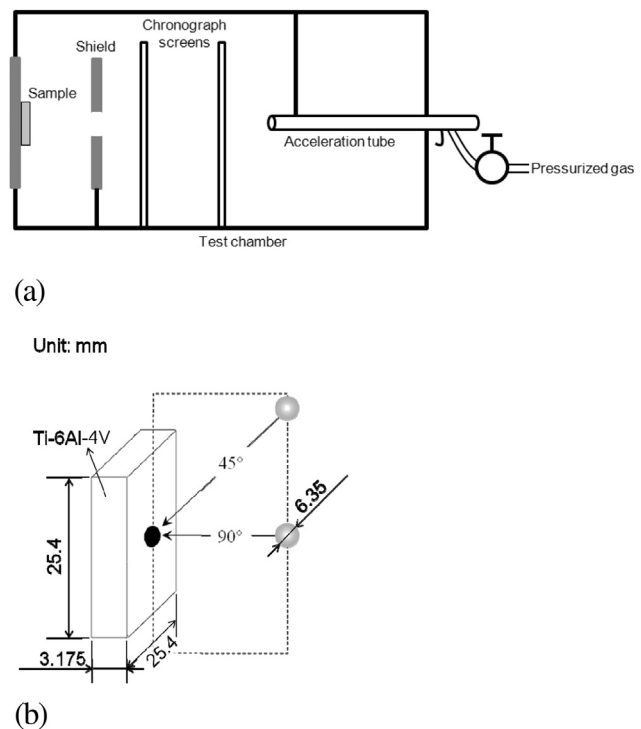 Chronograph
screens
Shield
Sample
Acceleration tube
Pressurized gas
Test chamber
(a)
Unit: mm
Ti-6Al-4V
45°
6.35
90°
25.4
3.175
25.4
(b)